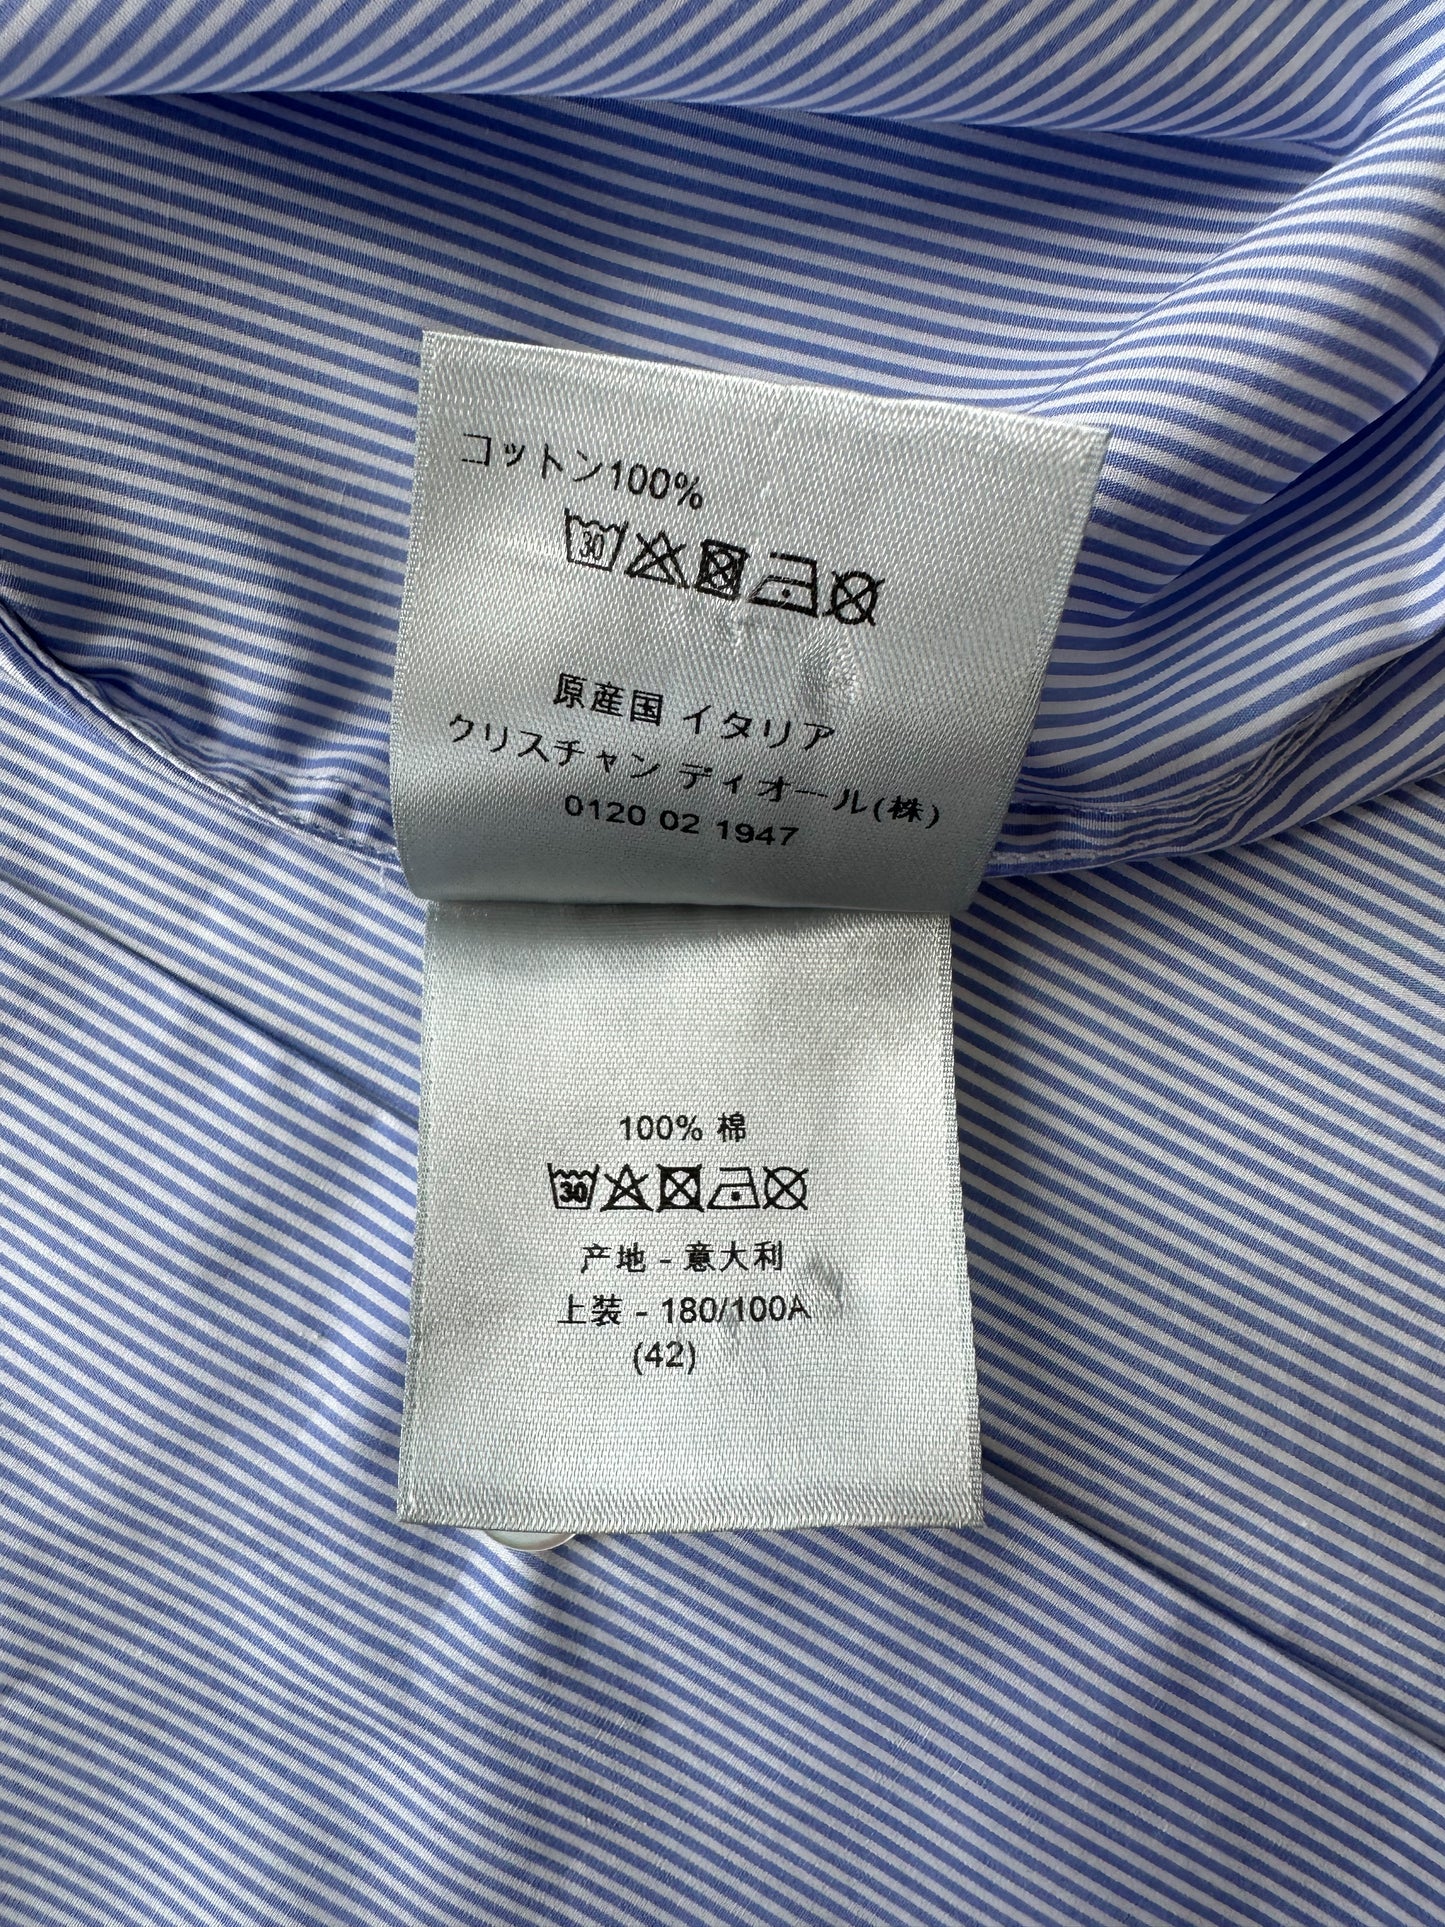 コットン100%
30
原産国 イタリア
クリスチャン ディオール(株)
0120 02 1947
100% 棉
30
产地 - 意大利
上装 - 180/100A
(42)